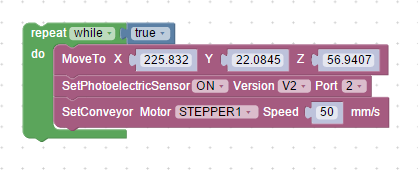 repeat while true
do MoveTo X 225.832 Y 22.0845 Z 56.9407
SetPhotoelectricSensor ON Version V2 Port 2
SetConveyor Motor STEPPER1 Speed 50 mm/s